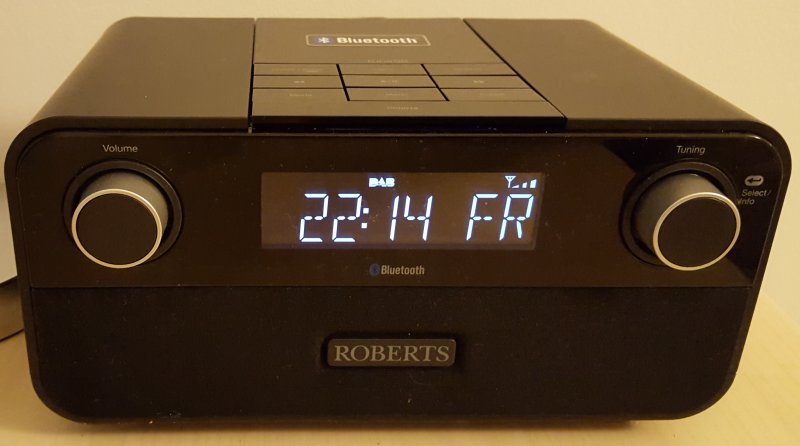 Bluetooth
Volume
Tuning
DAB
22:14 FR
Select/
Info
Bluetooth
ROBERTS